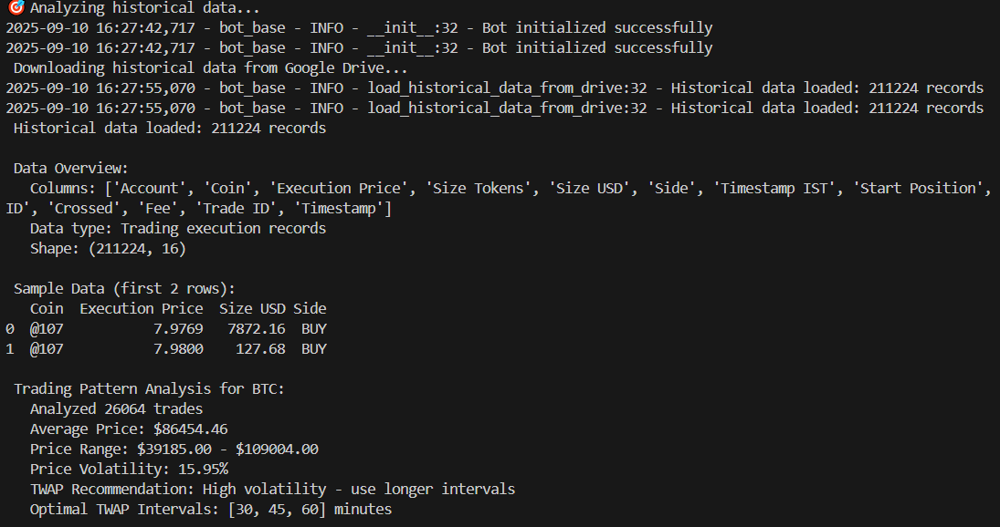 🎯 Analyzing historical data...
2025-09-10 16:27:42,717 - bot_base - INFO - __init__:32 - Bot initialized successfully
2025-09-10 16:27:42,717 - bot_base - INFO - __init__:32 - Bot initialized successfully
Downloading historical data from Google Drive...
2025-09-10 16:27:55,070 - bot_base - INFO - load_historical_data_from_drive:32 - Historical data loaded: 211224 records
2025-09-10 16:27:55,070 - bot_base - INFO - load_historical_data_from_drive:32 - Historical data loaded: 211224 records
Historical data loaded: 211224 records
Data Overview:
Columns: ['Account', 'Coin', 'Execution Price', 'Size Tokens', 'Size USD', 'Side', 'Timestamp IST', 'Start Position',
ID', 'Crossed', 'Fee', 'Trade ID', 'Timestamp']
Data type: Trading execution records
Shape: (211224, 16)
Sample Data (first 2 rows):
Coin Execution Price Size USD Side
0 @107 7.9769 7872.16 BUY
1 @107 7.9800 127.68 BUY
Trading Pattern Analysis for BTC:
Analyzed 26064 trades
Average Price: $86454.46
Price Range: $39185.00 - $109004.00
Price Volatility: 15.95%
TWAP Recommendation: High volatility - use longer intervals
Optimal TWAP Intervals: [30, 45, 60] minutes